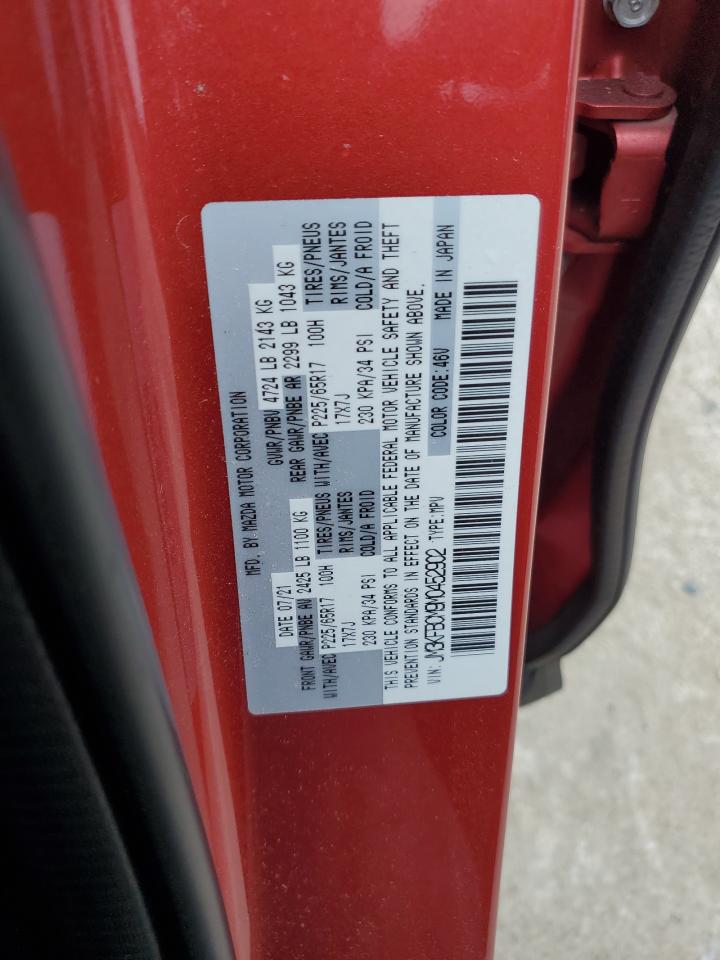 MFD. BY MAZDA MOTOR CORPORATION
DATE 07/21 GVWR/PNBV 4724 LB 2143 KG
FRONT GAWR/PNBE AV 2425 LB 1100 KG REAR GAWR/PNBE AR 2299 LB 1043 KG
WITH/AVEC P225/65R17 100H TIRES/PNEUS WITH/AVEC P225/65R17 100H TIRES/PNEUS
17X7J RIMS/JANTES 17X7J RIMS/JANTES
230 KPA/34 PSI COLD/A FROID 230 KPA/34 PSI COLD/A FROID
THIS VEHICLE CONFORMS TO ALL APPLICABLE FEDERAL MOTOR VEHICLE SAFETY AND THEFT
PREVENTION STANDARDS IN EFFECT ON THE DATE OF MANUFACTURE SHOWN ABOVE.
VIN:JM3KFBCM9M0452902 TYPE:MPV COLOR CODE:46V MADE IN JAPAN